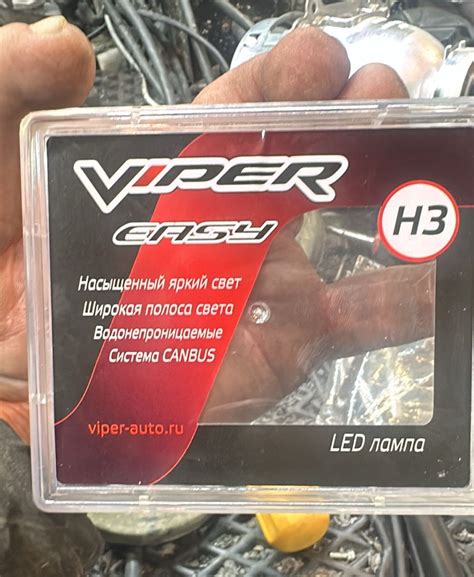 VIPER
EASY
H3
Насыщенный яркий свет
Широкая полоса света
Водонепроницаемые
Система CANBUS
viper-auto.ru
LED лампа